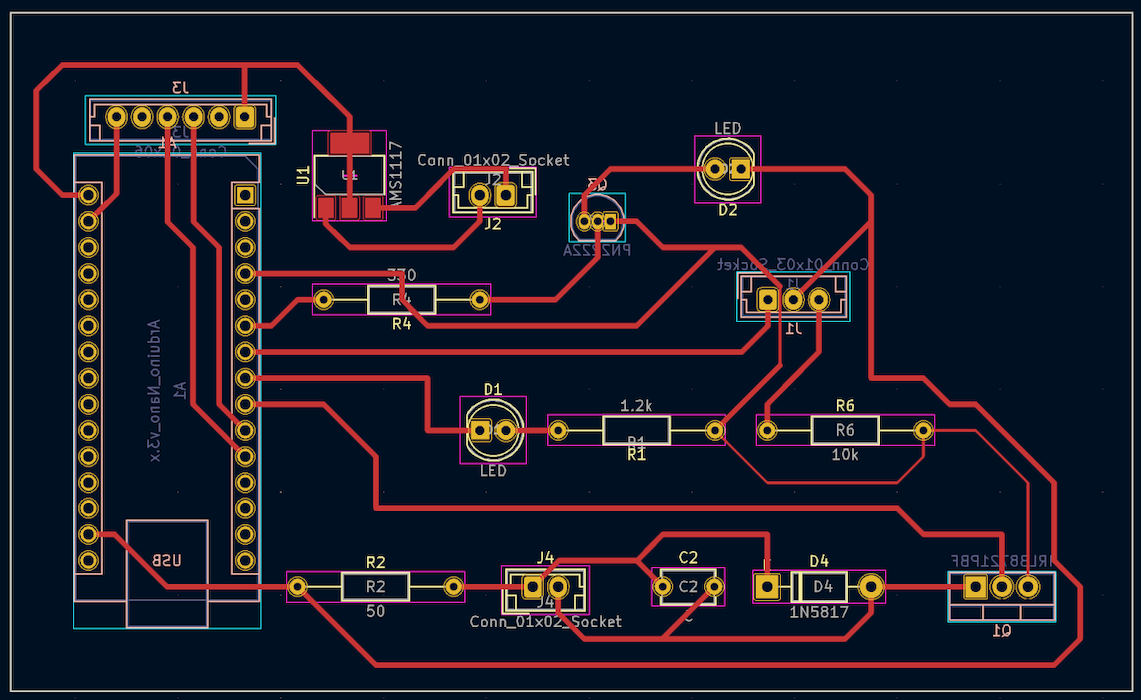 J3
J3
A1
Conn_01x06
U1
U1
AMS1117
Conn_01x02_Socket
J2
J2
LED
D2
Q3
PN2222A
Conn_01x03_Socket
J1
J1
330
R4
R4
Arduino_Nano_v3.x
A1
D1
D1
LED
1.2k
R1
R1
R6
R6
10k
USB
R2
R2
50
J4
J4
Conn_01x02_Socket
C2
C2
C
D4
D4
1N5817
IRLB8721PBF
Q1